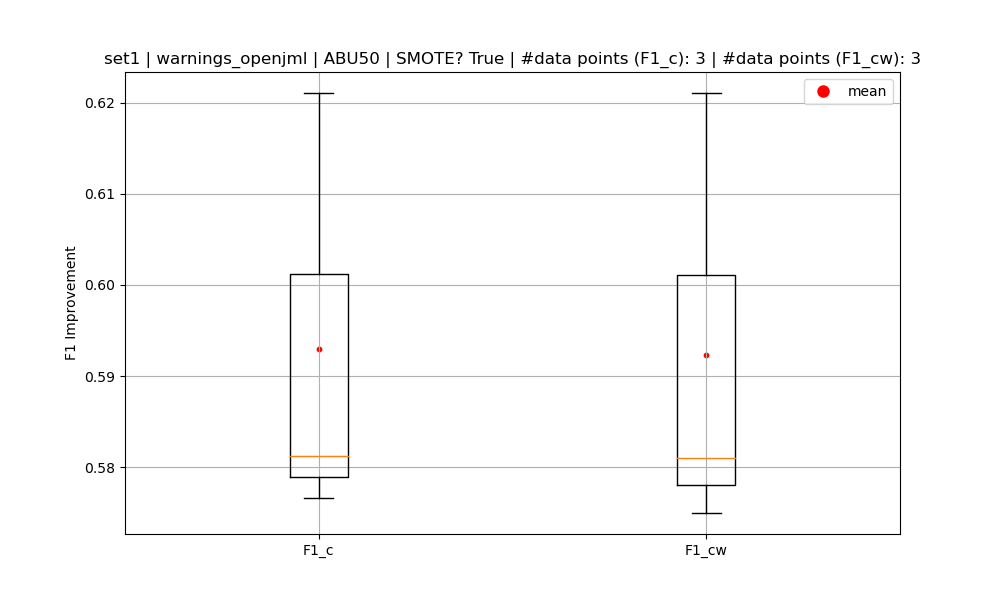 set1 | warnings_openjml | ABU50 | SMOTE? True | #data points (F1_c): 3 | #data points (F1_cw): 3
mean
0.62
0.61
0.60
0.59
0.58
F1 Improvement
F1_c
F1_cw